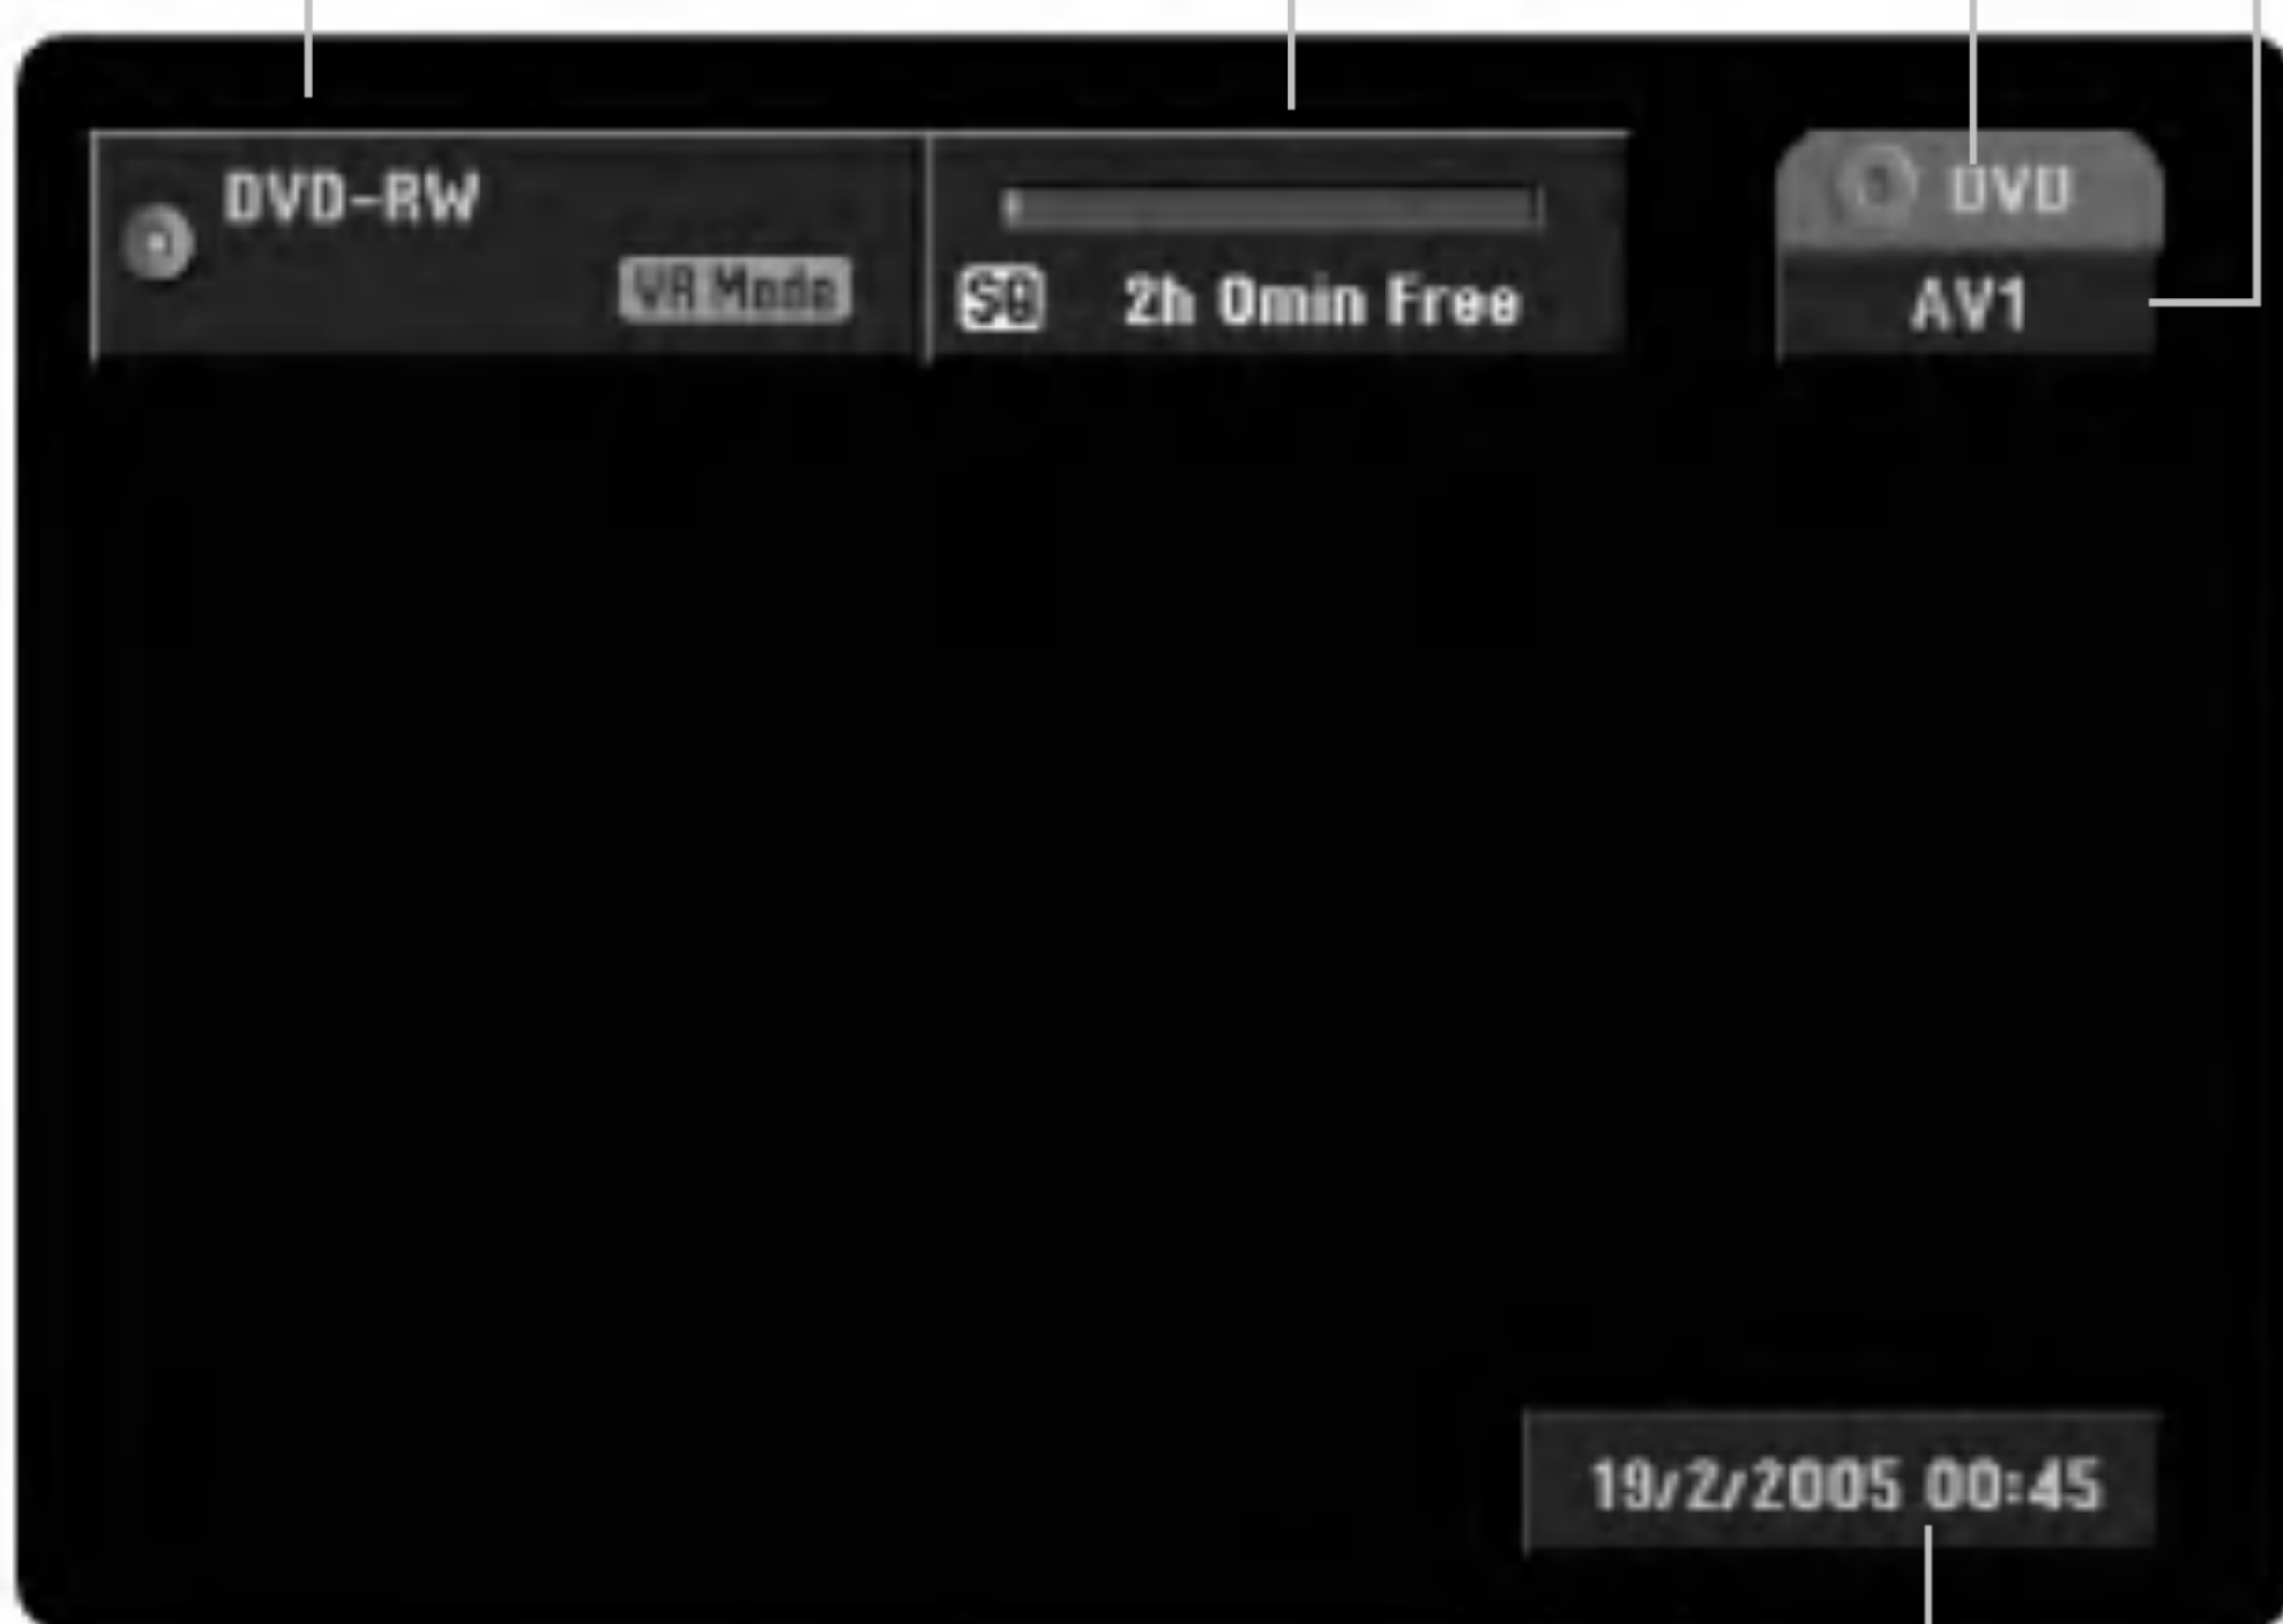 DVD-RW
VR Mode
SQ 2h 0min Free
DVD
AV1
19/2/2005 00:45